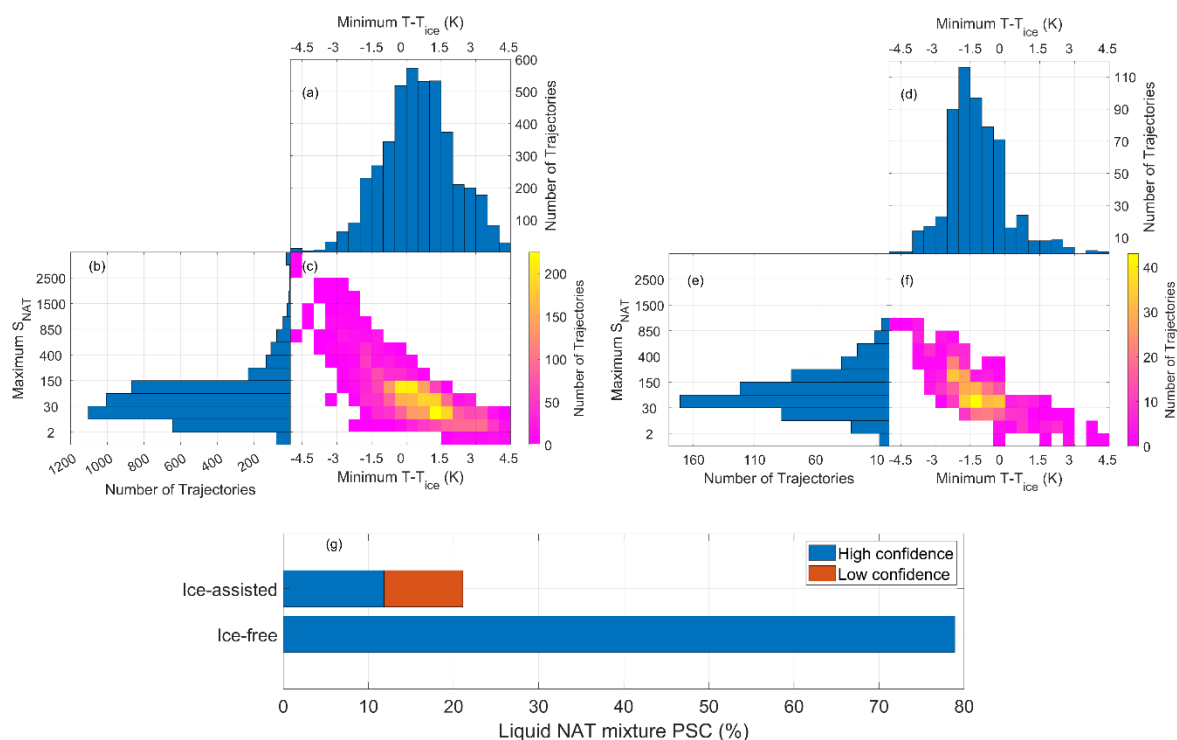 Minimum T-T_ice (K)
-4.5 -3 -1.5 0 1.5 3 4.5
(a)
600
500
400
300
200
100
Number of Trajectories
Minimum T-T_ice (K)
-4.5 -3 -1.5 0 1.5 3 4.5
(d)
110
90
70
50
30
10
Number of Trajectories
Maximum S_NAT
2500
1500
850
400
150
30
2
(b)
1200 1000 800 600 400 200
Number of Trajectories
(c)
-4.5 -3 -1.5 0 1.5 3 4.5
Minimum T-T_ice (K)
200
150
100
50
0
Number of Trajectories
Maximum S_NAT
2500
1500
850
400
150
30
2
(e)
160 110 60 10
Number of Trajectories
(f)
-4.5 -3 -1.5 0 1.5 3 4.5
Minimum T-T_ice (K)
40
30
20
10
0
Number of Trajectories
(g)
High confidence
Low confidence
Ice-assisted
Ice-free
0 10 20 30 40 50 60 70 80
Liquid NAT mixture PSC (%)